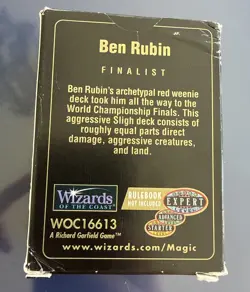 Ben Rubin
FINALIST
Ben Rubin's archetypal red weenie
deck took him all the way to the
World Championship Finals. This
aggressive Sligh deck consists of
roughly equal parts direct
damage, aggressive creatures,
and land.
Wizards
OF THE COAST
WOC16613
A Richard Garfield Game™
RULEBOOK
NOT INCLUDED
EXPERT
ADVANCED
STARTER
www.wizards.com/Magic